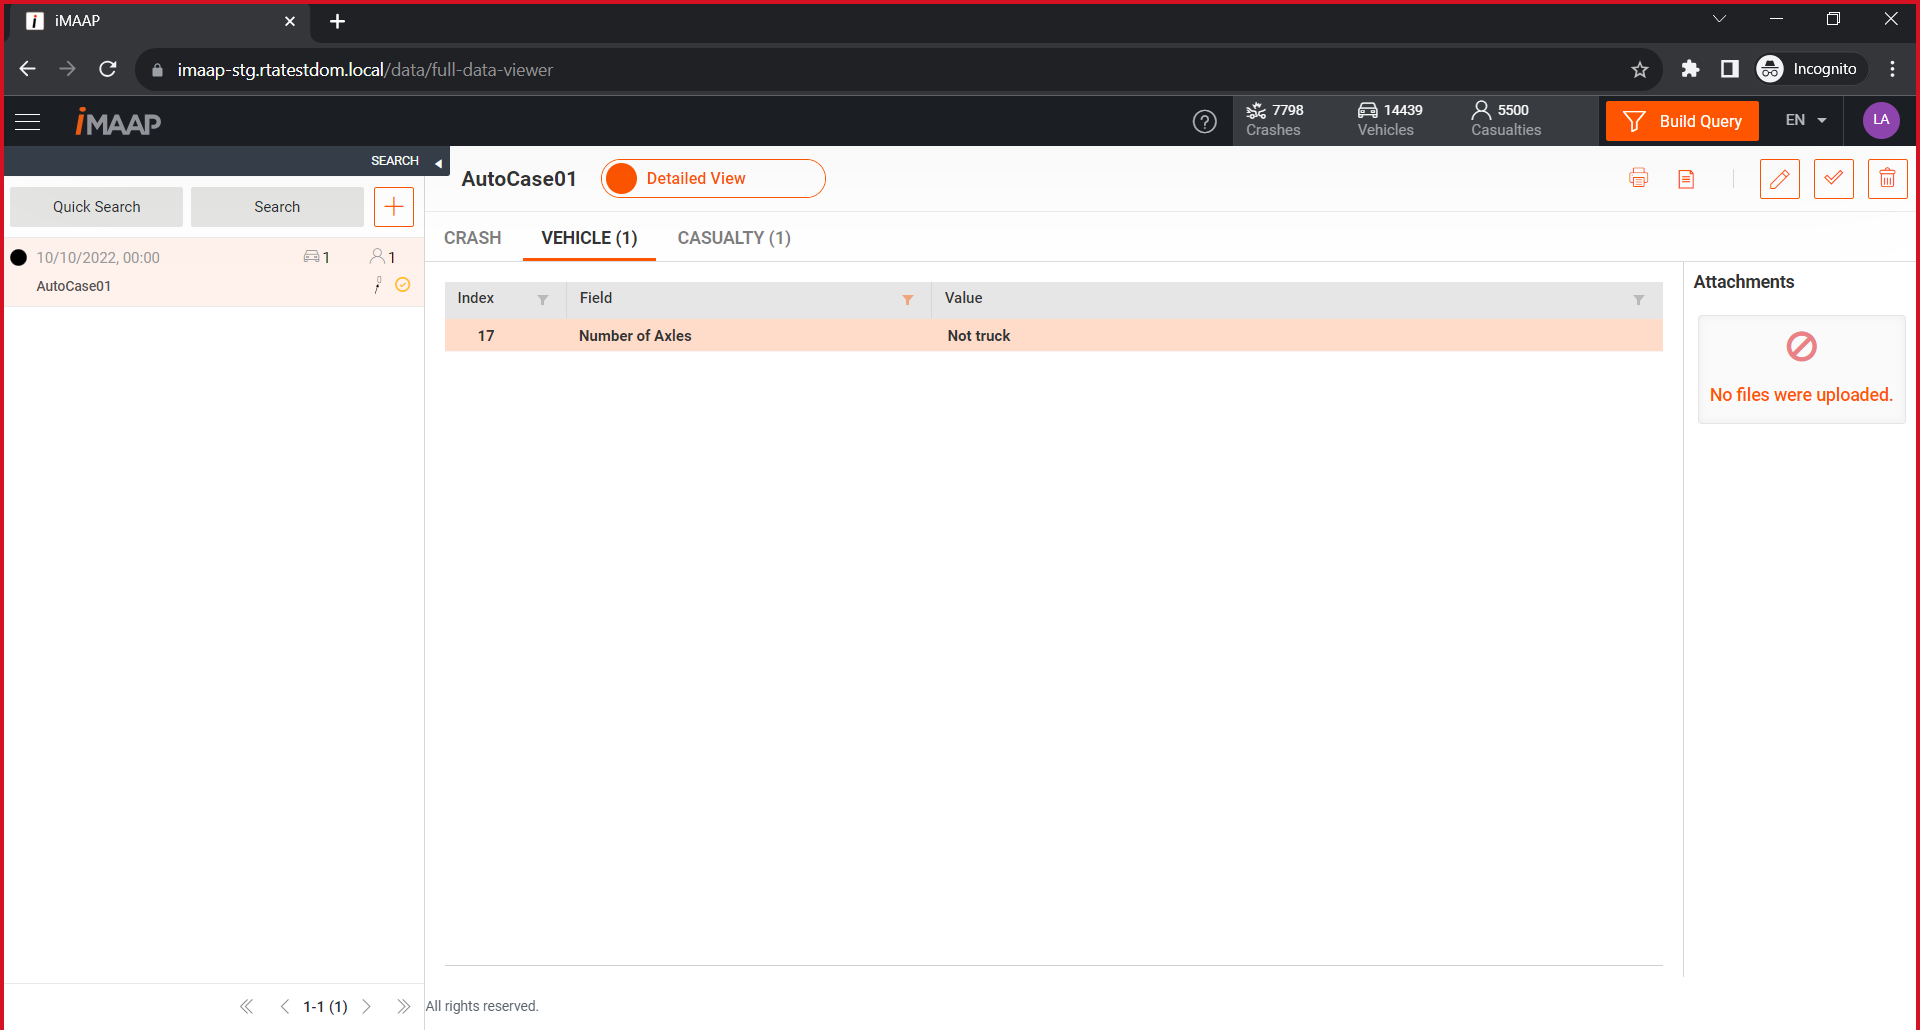 iMAAP
imaap-stg.rtatestdom.local/data/full-data-viewer
Incognito
iMAAP
7798
Crashes
14439
Vehicles
5500
Casualties
Build Query
EN
LA
SEARCH
AutoCase01
Detailed View
Quick Search
Search
CRASH
VEHICLE (1)
CASUALTY (1)
10/10/2022, 00:00
1
1
AutoCase01
Index
Field
Value
17
Number of Axles
Not truck
Attachments
No files were uploaded.
1-1 (1)
All rights reserved.